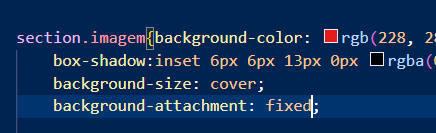 section.imagem{background-color: rgb(228, 28
box-shadow:inset 6px 6px 13px 0px rgba(
background-size: cover;
background-attachment: fixed;